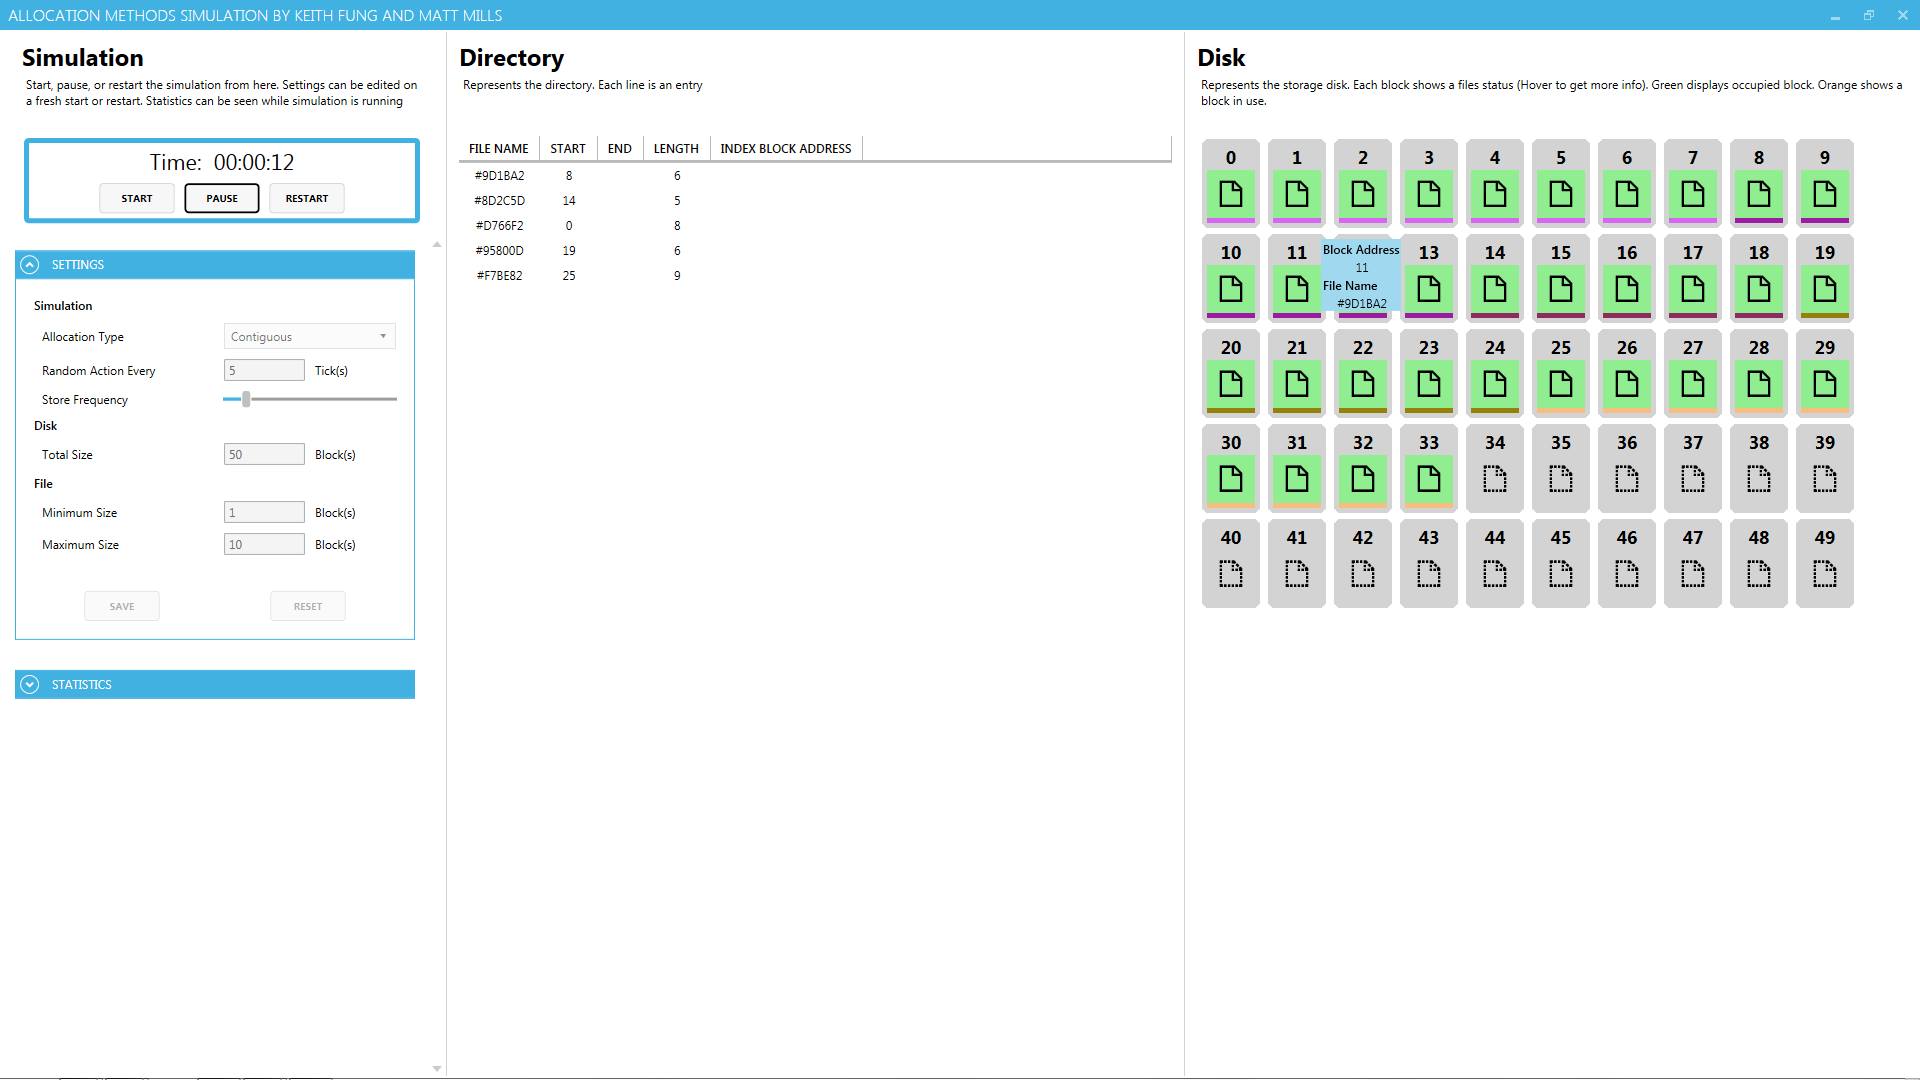 ALLOCATION METHODS SIMULATION BY KEITH FUNG AND MATT MILLS
Simulation
Start, pause, or restart the simulation from here. Settings can be edited on
a fresh start or restart. Statistics can be seen while simulation is running
Time: 00:00:12
START PAUSE RESTART
SETTINGS
Simulation
Allocation Type Contiguous
Random Action Every 5 Tick(s)
Store Frequency
Disk
Total Size 50 Block(s)
File
Minimum Size 1 Block(s)
Maximum Size 10 Block(s)
SAVE RESET
STATISTICS
Directory
Represents the directory. Each line is an entry
FILE NAME START END LENGTH INDEX BLOCK ADDRESS
#9D1BA2 8 6
#8D2C5D 14 5
#D766F2 0 8
#95800D 19 6
#F7BE82 25 9
Disk
Represents the storage disk. Each block shows a files status (Hover to get more info). Green displays occupied block. Orange shows a
block in use.
0 1 2 3 4 5 6 7 8 9
10 11 13 14 15 16 17 18 19
Block Address
11
File Name
#9D1BA2
20 21 22 23 24 25 26 27 28 29
30 31 32 33 34 35 36 37 38 39
40 41 42 43 44 45 46 47 48 49